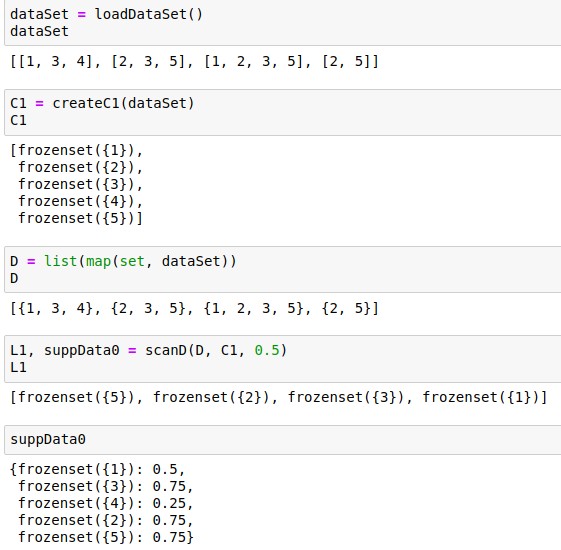 dataSet = loadDataSet()
dataSet
[[1, 3, 4], [2, 3, 5], [1, 2, 3, 5], [2, 5]]
C1 = createC1(dataSet)
C1
[frozenset({1}),
 frozenset({2}),
 frozenset({3}),
 frozenset({4}),
 frozenset({5})]
D = list(map(set, dataSet))
D
[{1, 3, 4}, {2, 3, 5}, {1, 2, 3, 5}, {2, 5}]
L1, suppData0 = scanD(D, C1, 0.5)
L1
[frozenset({5}), frozenset({2}), frozenset({3}), frozenset({1})]
suppData0
{frozenset({1}): 0.5,
 frozenset({3}): 0.75,
 frozenset({4}): 0.25,
 frozenset({2}): 0.75,
 frozenset({5}): 0.75}